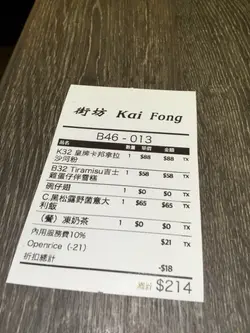 街坊 Kai Fong
B46 - 013
品名 數量 單價 金額
K32 皇牌卡邦拿拉 1 $88 $88 TX
沙河粉
B32 Tiramisu吉士 1 $58 $58 TX
雞蛋仔伴雪糕
碗仔翅 1 $0 $0 TX
C.黑松露野菌意大 1 $65 $65 TX
利飯
(餐) 凍奶茶 1 $0 $0 TX
內用服務費10% $21 TX
Openrice (-21)
折扣總計 -$18
應付 $214